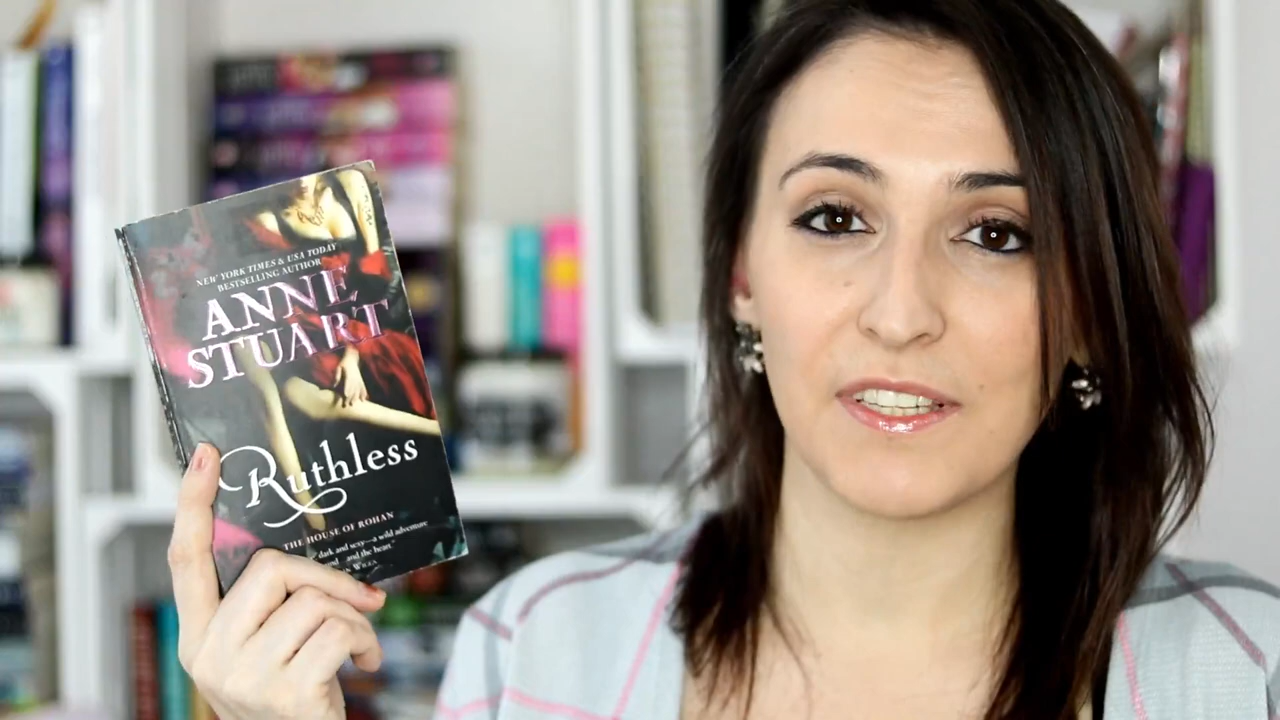 NEW YORK TIMES & USA TODAY
BESTSELLING AUTHOR
ANNE
STUART
Ruthless
THE HOUSE OF ROHAN
dark and sexy—a wild adventure
and the heart."